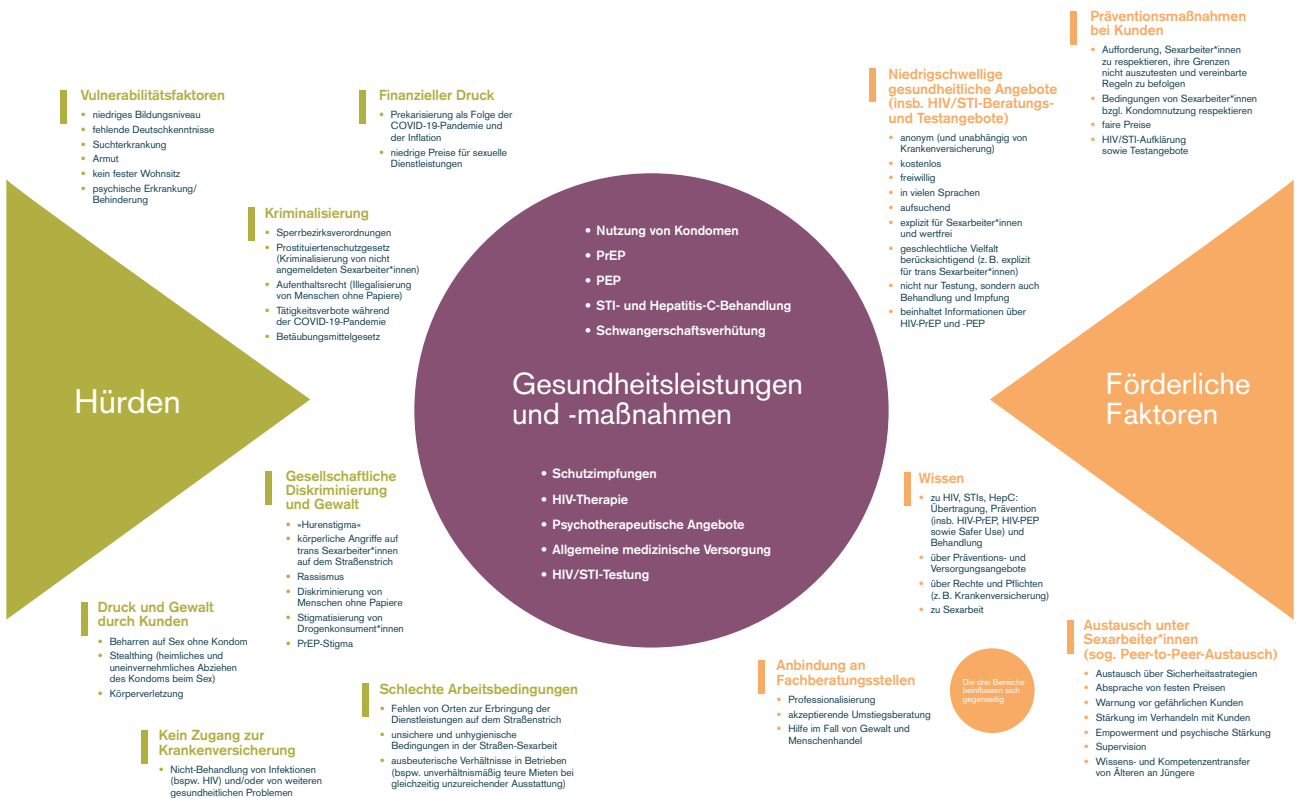 Vulnerabilitätsfaktoren
• niedriges Bildungsniveau
• fehlende Deutschkenntnisse
• Suchterkrankung
• Armut
• kein fester Wohnsitz
• psychische Erkrankung/
Behinderung
Finanzieller Druck
• Prekarisierung als Folge der
COVID-19-Pandemie und
der Inflation
• niedrige Preise für sexuelle
Dienstleistungen
Kriminalisierung
• Sperrbezirksverordnungen
• Prostituiertenschutzgesetz
(Kriminalisierung von nicht
angemeldeten Sexarbeiter*innen)
• Aufenthaltsrecht (Illegalisierung
von Menschen ohne Papiere)
• Tätigkeitsverbote während
der COVID-19-Pandemie
• Betäubungsmittelgesetz
Hürden
Gesellschaftliche
Diskriminierung
und Gewalt
• »Hurenstigma«
• körperliche Angriffe auf
trans Sexarbeiter*innen
auf dem Straßenstrich
• Rassismus
• Diskriminierung von
Menschen ohne Papiere
• Stigmatisierung von
Drogenkonsument*innen
• PrEP-Stigma
Druck und Gewalt
durch Kunden
• Beharren auf Sex ohne Kondom
• Stealthing (heimliches und
uneinvernehmliches Abziehen
des Kondoms beim Sex)
• Körperverletzung
Schlechte Arbeitsbedingungen
• Fehlen von Orten zur Erbringung der
Dienstleistungen auf dem Straßenstrich
• unsichere und unhygienische
Bedingungen in der Straßen-Sexarbeit
• ausbeuterische Verhältnisse in Betrieben
(bspw. unverhältnismäßig teure Mieten bei
gleichzeitig unzureichender Ausstattung)
Kein Zugang zur
Krankenversicherung
• Nicht-Behandlung von Infektionen
(bspw. HIV) und/oder von weiteren
gesundheitlichen Problemen
• Nutzung von Kondomen
• PrEP
• PEP
• STI- und Hepatitis-C-Behandlung
• Schwangerschaftsverhütung
Gesundheitsleistungen
und -maßnahmen
• Schutzimpfungen
• HIV-Therapie
• Psychotherapeutische Angebote
• Allgemeine medizinische Versorgung
• HIV/STI-Testung
Präventionsmaßnahmen
bei Kunden
• Aufforderung, Sexarbeiter*innen
zu respektieren, ihre Grenzen
nicht auszutesten und vereinbarte
Regeln zu befolgen
• Bedingungen von Sexarbeiter*innen
bzgl. Kondomnutzung respektieren
• faire Preise
• HIV/STI-Aufklärung
sowie Testangebote
Niedrigschwellige
gesundheitliche Angebote
(insb. HIV/STI-Beratungs-
und Testangebote)
• anonym (und unabhängig von
Krankenversicherung)
• kostenlos
• freiwillig
• in vielen Sprachen
• aufsuchend
• explizit für Sexarbeiter*innen
und wertfrei
• geschlechtliche Vielfalt
berücksichtigend (z. B. explizit
für trans Sexarbeiter*innen)
• nicht nur Testung, sondern auch
Behandlung und Impfung
• beinhaltet Informationen über
HIV-PrEP und -PEP
Förderliche
Faktoren
Wissen
• zu HIV, STIs, HepC:
Übertragung, Prävention
(insb. HIV-PrEP, HIV-PEP
sowie Safer Use) und
Behandlung
• über Präventions- und
Versorgungsangebote
• über Rechte und Pflichten
(z. B. Krankenversicherung)
• zu Sexarbeit
Anbindung an
Fachberatungsstellen
• Professionalisierung
• akzeptierende Umstiegsberatung
• Hilfe im Fall von Gewalt und
Menschenhandel
Die drei Bereiche
beinflussen sich
gegenseitig
Austausch unter
Sexarbeiter*innen
(sog. Peer-to-Peer-Austausch)
• Austausch über Sicherheitsstrategien
• Absprache von festen Preisen
• Warnung vor gefährlichen Kunden
• Stärkung im Verhandeln mit Kunden
• Empowerment und psychische Stärkung
• Supervision
• Wissens- und Kompetenzentransfer
von Älteren an Jüngere